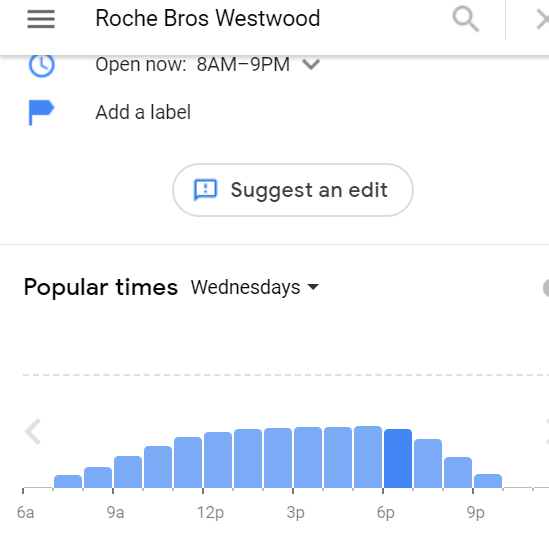 Roche Bros Westwood
Open now: 8AM–9PM
Add a label
Suggest an edit
Popular times Wednesdays
6a 9a 12p 3p 6p 9p